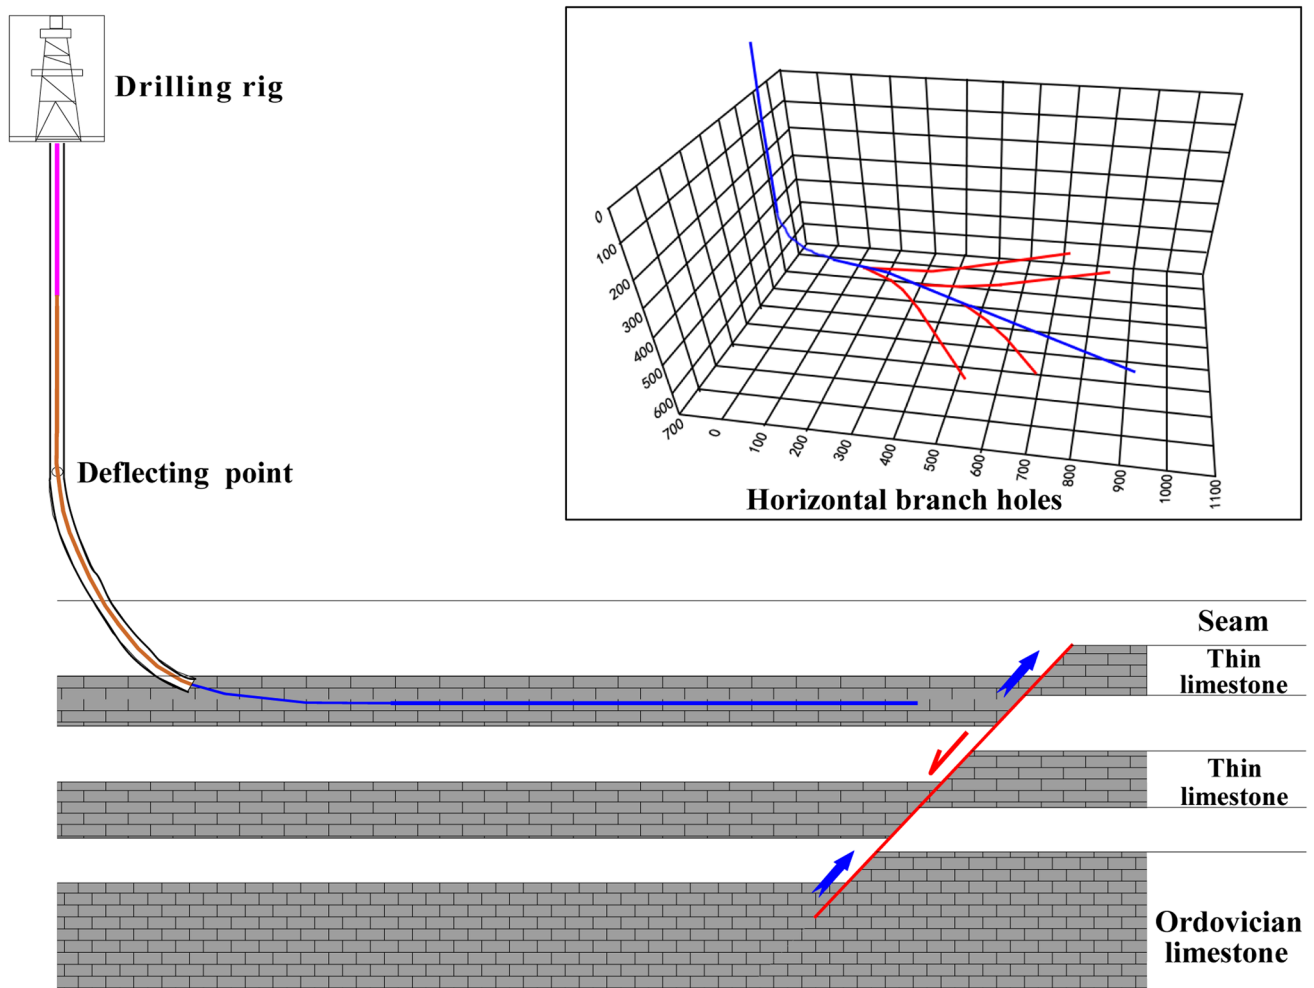 Drilling rig
0
100
200
300
400
500
600
700
0
100
200
300
400
500
600
700
800
900
1000
1100
Horizontal branch holes
Deflecting point
Seam
Thin
limestone
Thin
limestone
Ordovician
limestone